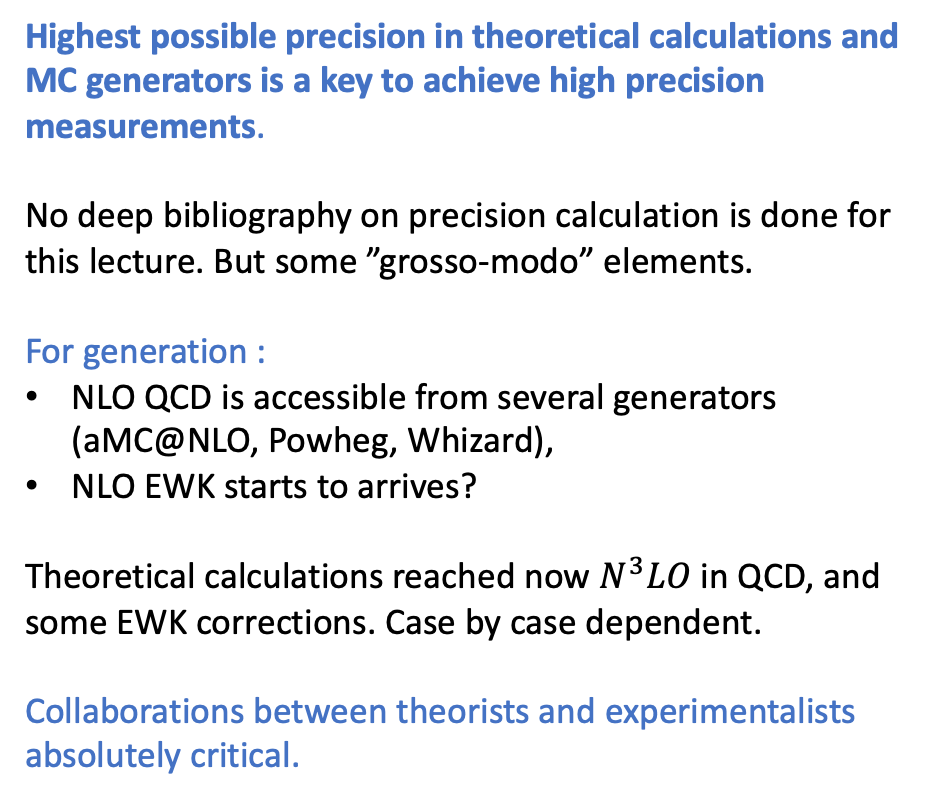 Highest possible precision in theoretical calculations and
MC generators is a key to achieve high precision
measurements.
No deep bibliography on precision calculation is done for
this lecture. But some ”grosso-modo” elements.
For generation :
• NLO QCD is accessible from several generators
(aMC@NLO, Powheg, Whizard),
• NLO EWK starts to arrives?
Theoretical calculations reached now N³LO in QCD, and
some EWK corrections. Case by case dependent.
Collaborations between theorists and experimentalists
absolutely critical.